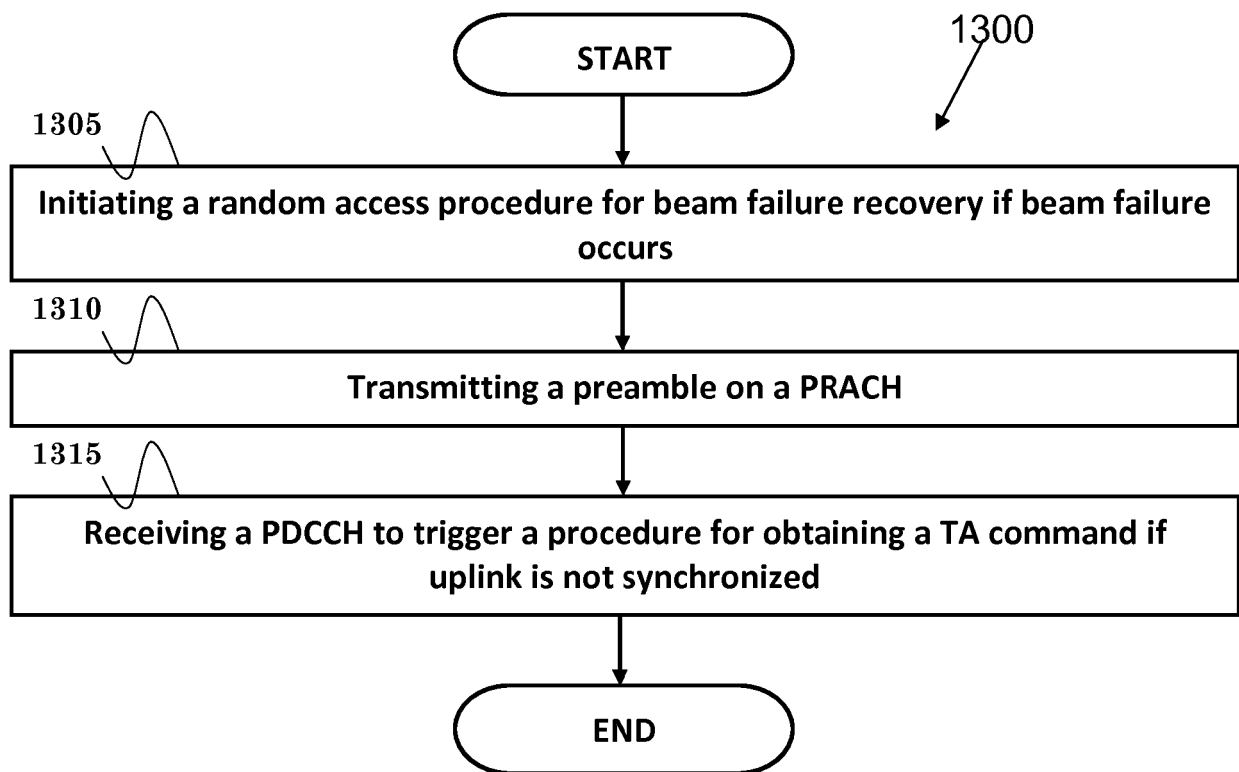 START
1300
1305
Initiating a random access procedure for beam failure recovery if beam failure
occurs
1310
Transmitting a preamble on a PRACH
1315
Receiving a PDCCH to trigger a procedure for obtaining a TA command if
uplink is not synchronized
END